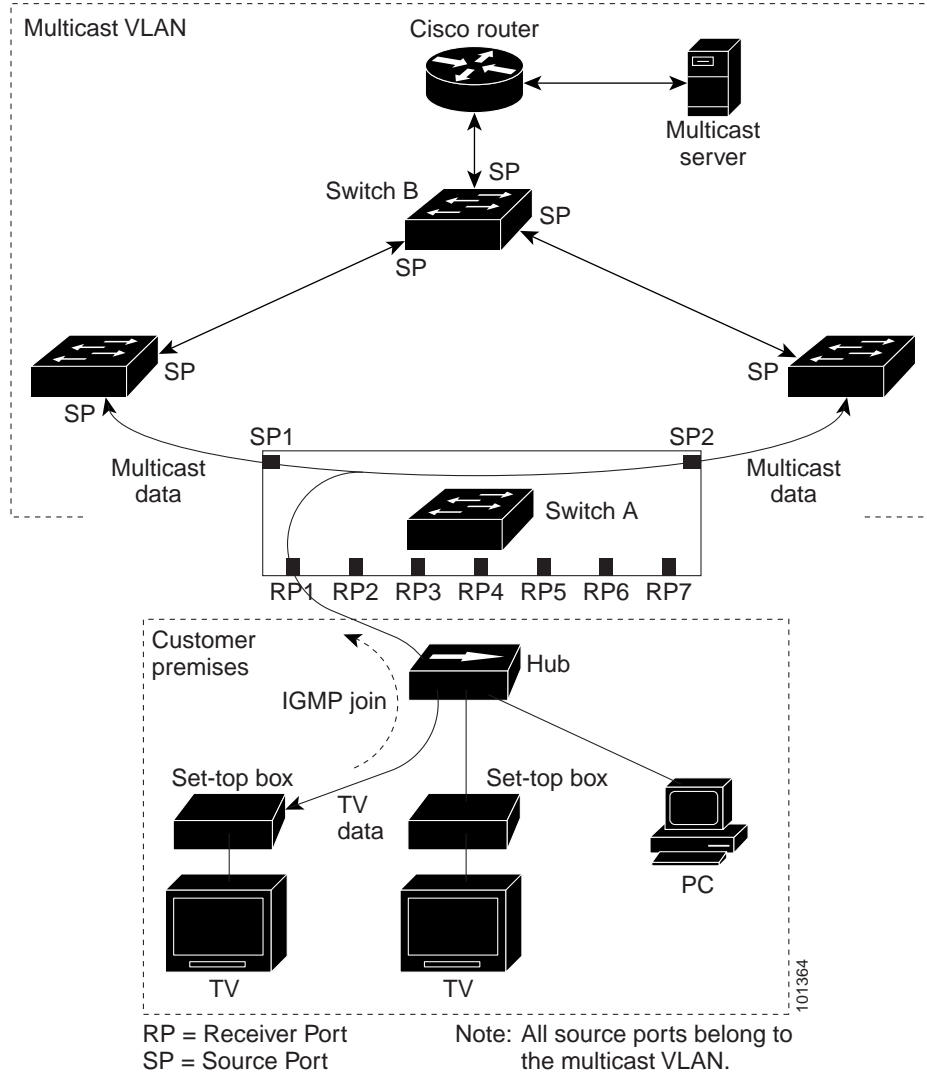 Multicast VLAN
Cisco router
Multicast
server
SP
Switch B
SP
SP
SP
SP
SP
SP1
SP2
Multicast
data
Multicast
data
Switch A
RP1 RP2 RP3 RP4 RP5 RP6 RP7
Customer
premises
Hub
IGMP join
Set-top box
Set-top box
TV
data
PC
TV
TV
101364
RP = Receiver Port
SP = Source Port
Note: All source ports belong to
the multicast VLAN.